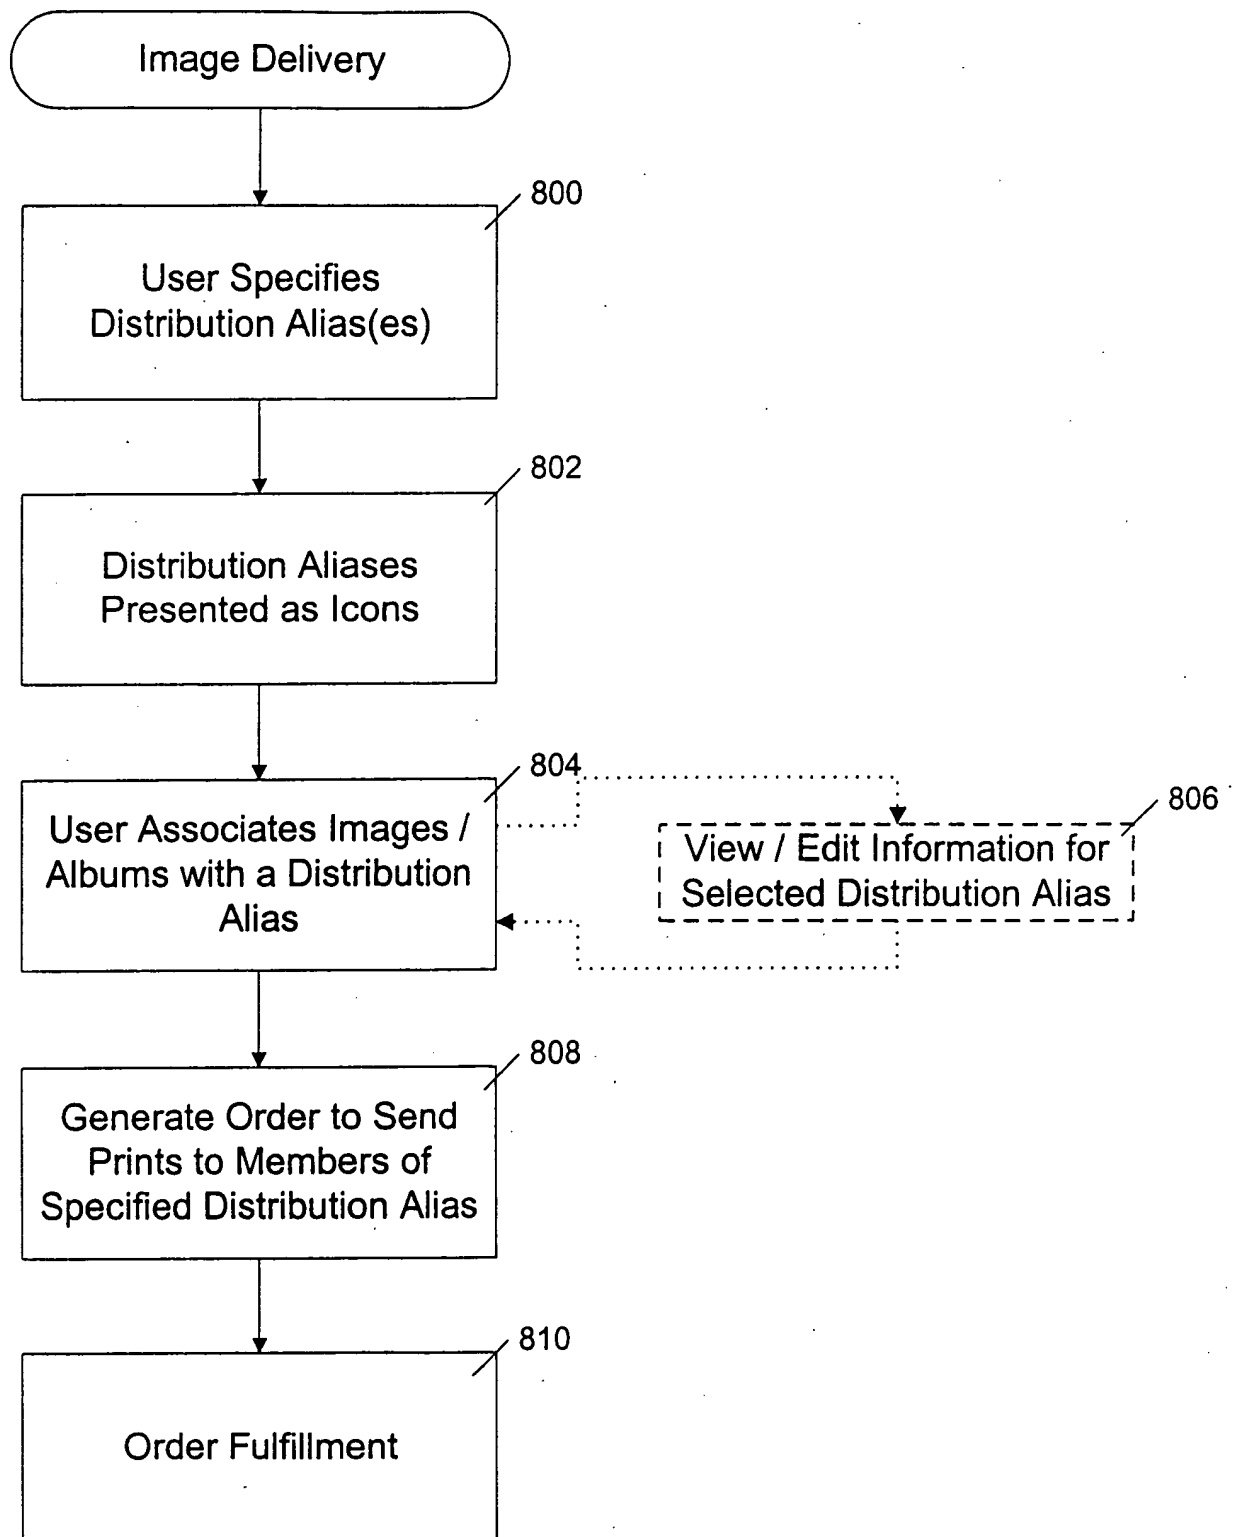 Image Delivery
800
User Specifies
Distribution Alias(es)
802
Distribution Aliases
Presented as Icons
804
User Associates Images /
Albums with a Distribution
Alias
806
View / Edit Information for
Selected Distribution Alias
808
Generate Order to Send
Prints to Members of
Specified Distribution Alias
810
Order Fulfillment